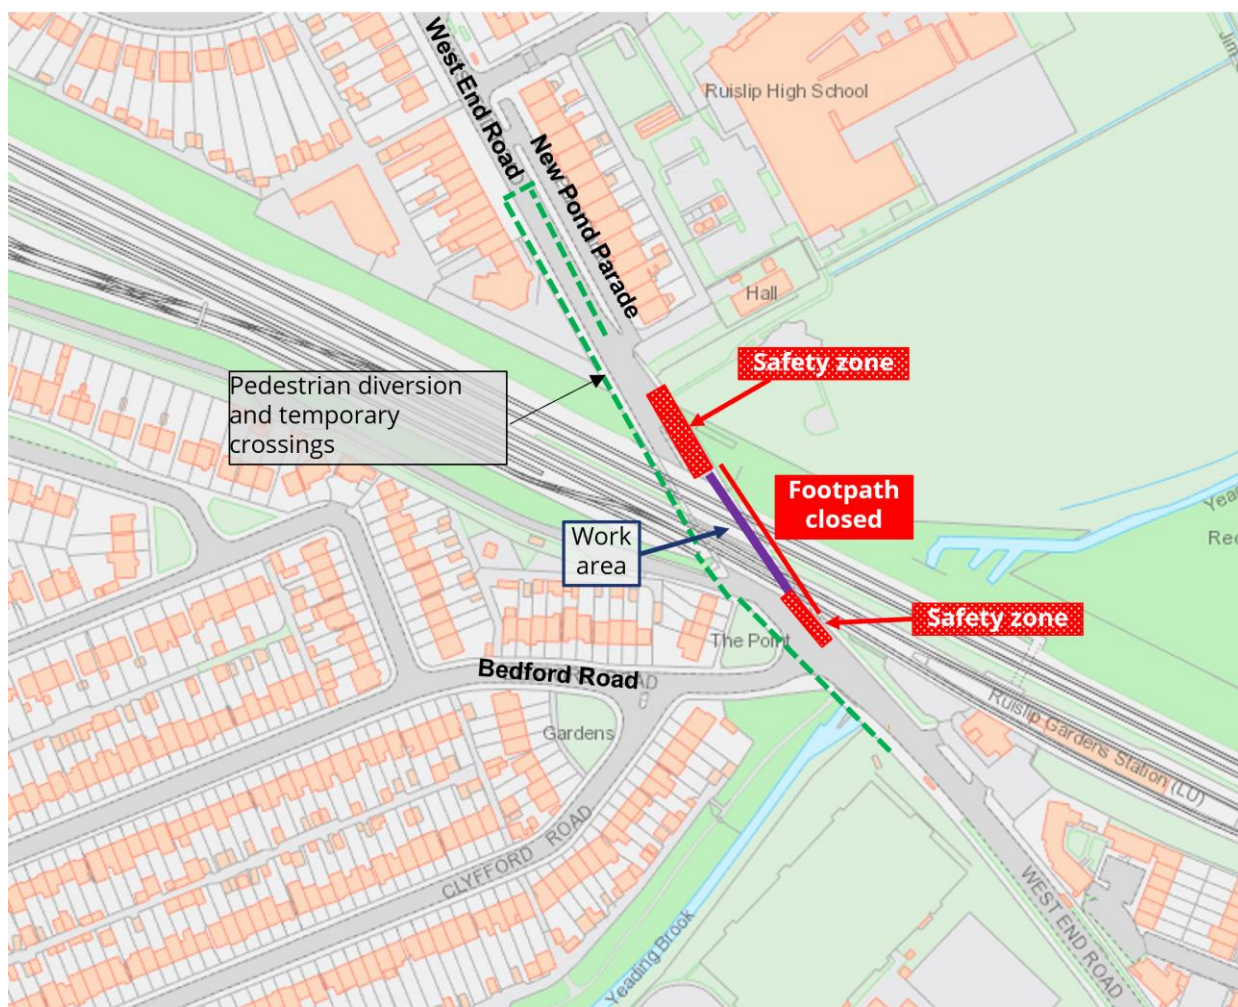 West End Road
New Pond Parade
Ruislip High School
Hall
Safety zone
Pedestrian diversion
and temporary
crossings
Footpath
closed
Work
area
Safety zone
The Point
Bedford Road
Gardens
Ruislip Gardens Station (LU)
CLYFFORD ROAD
Yeading Brook
WEST END ROAD